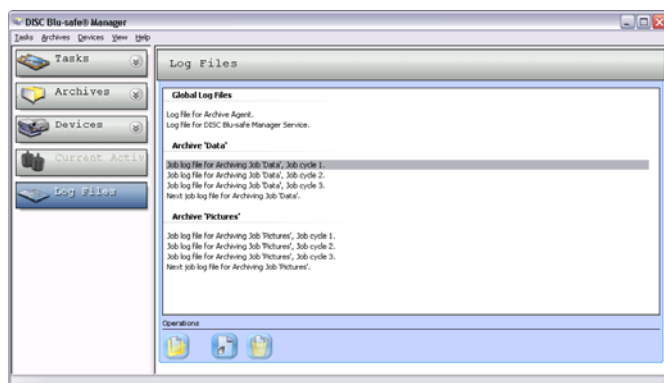 DISC Blu-safe® Manager
Tasks Archives Devices View Help
Tasks
Archives
Devices
Current Activ
Log Files
Log Files
Global Log Files
Log file for Archive Agent.
Log file for DISC Blu-safe Manager Service.
Archive 'Data'
Job log file for Archiving Job 'Data', Job cycle 1.
Job log file for Archiving Job 'Data', Job cycle 2.
Job log file for Archiving Job 'Data', Job cycle 3.
Next job log file for Archiving Job 'Data'.
Archive 'Pictures'
Job log file for Archiving Job 'Pictures', Job cycle 1.
Job log file for Archiving Job 'Pictures', Job cycle 2.
Job log file for Archiving Job 'Pictures', Job cycle 3.
Next job log file for Archiving Job 'Pictures'.
Operations